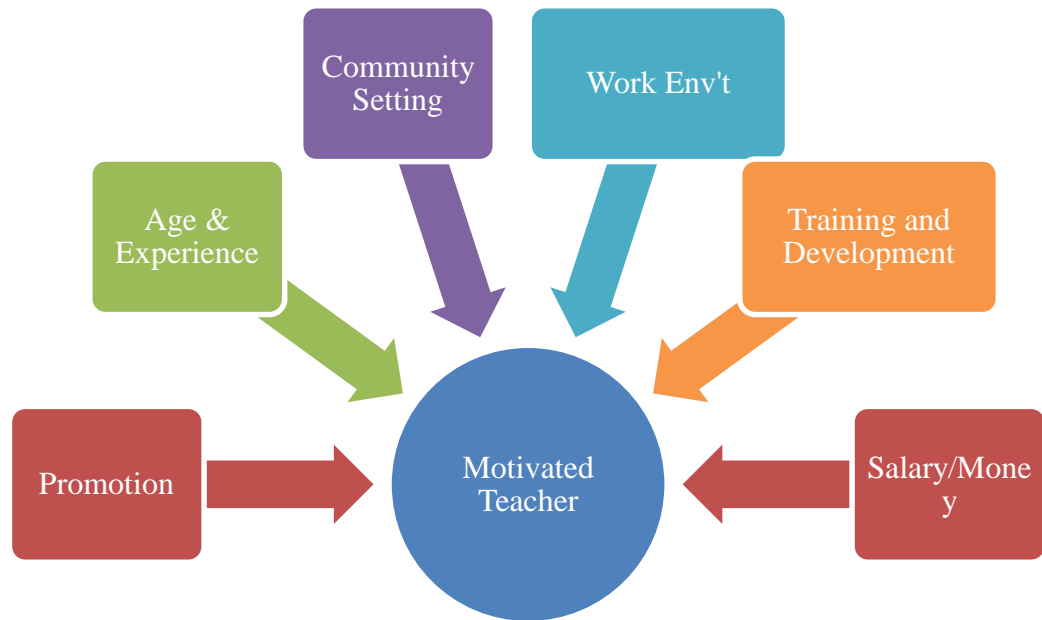 Community
Setting
Work Env't
Age &
Experience
Training and
Development
Promotion
Motivated
Teacher
Salary/Mone
y